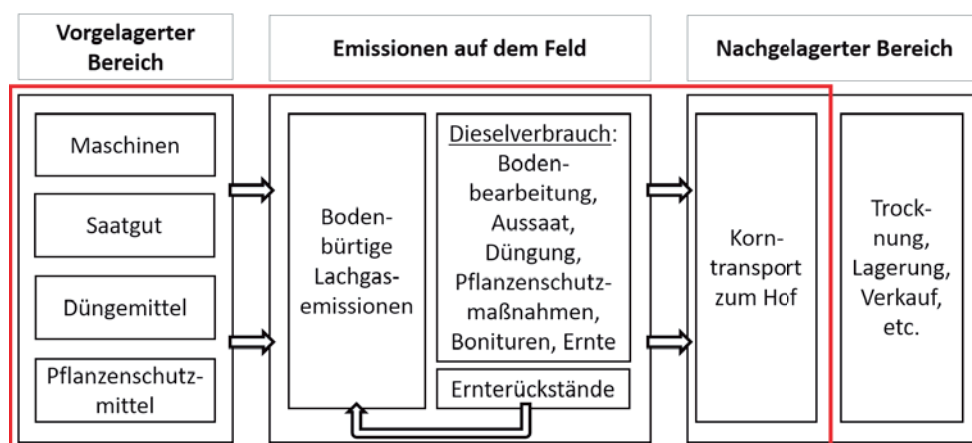 Vorgelagerter
Bereich
Emissionen auf dem Feld
Nachgelagerter Bereich
Maschinen
Saatgut
Düngemittel
Pflanzenschutz-
mittel
Boden-
bürtige
Lachgas-
emissionen
Dieselverbrauch:
Boden-
bearbeitung,
Aussaat,
Düngung,
Pflanzenschutz-
maßnahmen,
Bonituren, Ernte
Ernterückstände
Korn-
transport
zum Hof
Trock-
nung,
Lagerung,
Verkauf,
etc.